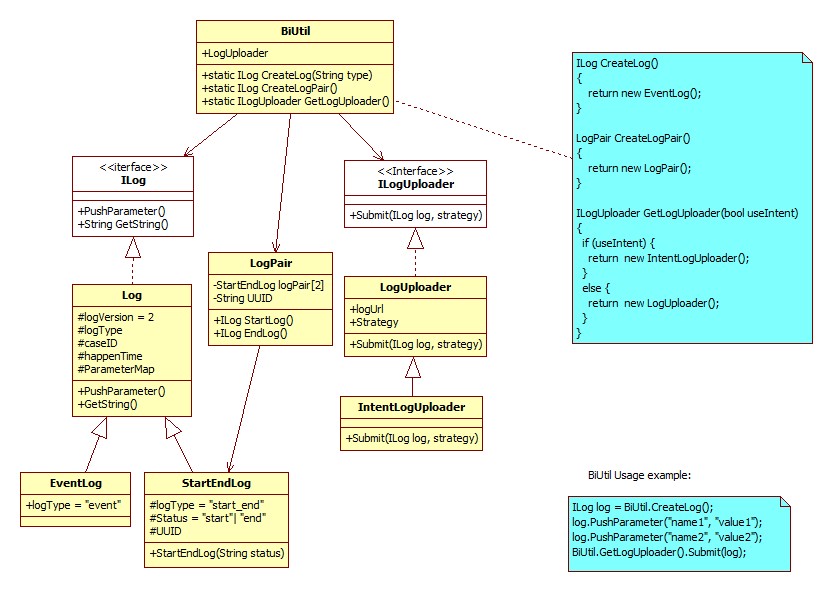 BiUtil
+LogUploader
+static ILog CreateLog(String type)
+static ILog CreateLogPair()
+static ILogUploader GetLogUploader()
ILog CreateLog()
{
return new EventLog();
}
LogPair CreateLogPair()
{
return new LogPair();
}
ILogUploader GetLogUploader(bool useIntent)
{
if (useIntent) {
return new IntentLogUploader();
}
else {
return new LogUploader();
}
}
<<iterface>>
ILog
+PushParameter()
+String GetString()
<<Interface>>
ILogUploader
+Submit(ILog log, strategy)
LogPair
-StartEndLog logPair[2]
-String UUID
+ILog StartLog()
+ILog EndLog()
Log
#logVersion = 2
#logType
#caseID
#happenTime
#ParameterMap
+PushParameter()
+GetString()
LogUploader
+logUrl
+Strategy
+Submit(ILog log, strategy)
IntentLogUploader
+Submit(ILog log, strategy)
EventLog
+logType = "event"
StartEndLog
#logType = "start_end"
#Status = "start"| "end"
#UUID
+StartEndLog(String status)
BiUtil Usage example:
ILog log = BiUtil.CreateLog();
log.PushParameter("name1", "value1");
log.PushParameter("name2", "value2");
BiUtil.GetLogUploader().Submit(log);